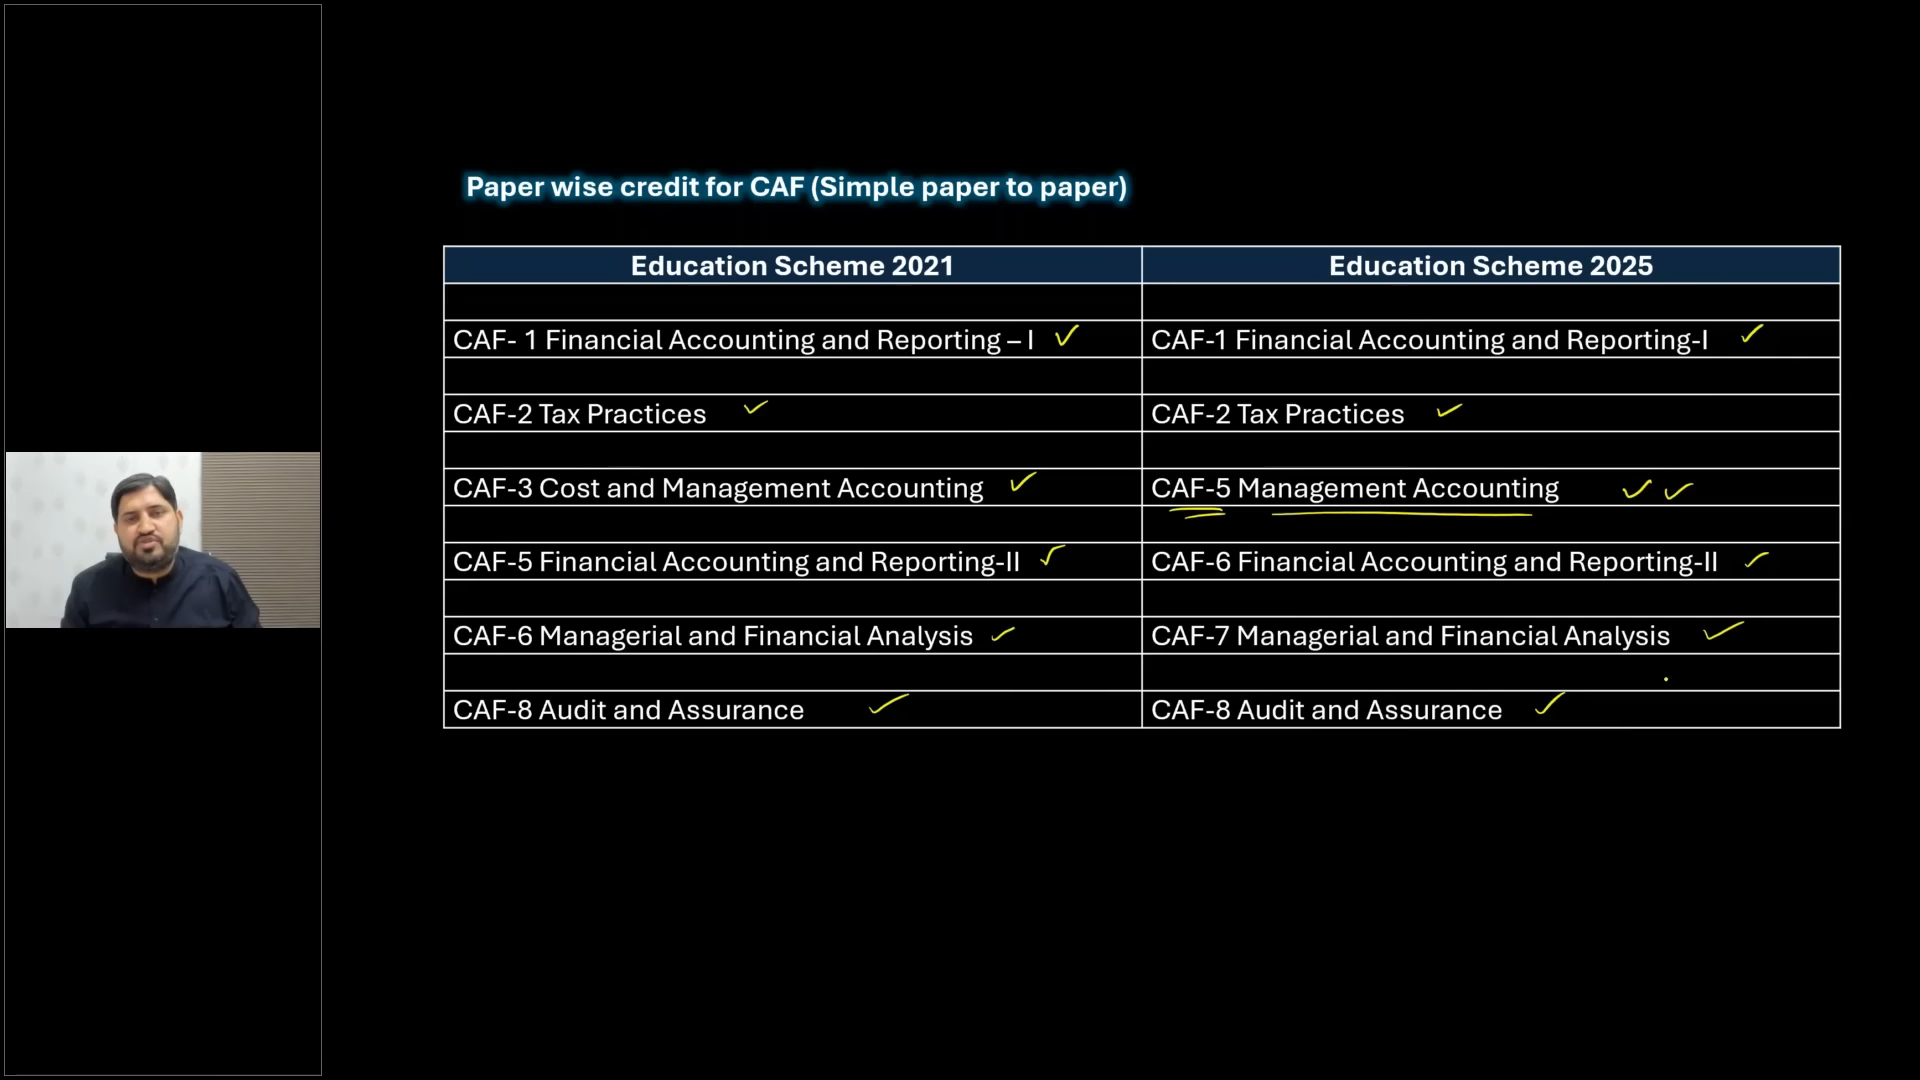 Paper wise credit for CAF (Simple paper to paper)
Education Scheme 2021 Education Scheme 2025
CAF- 1 Financial Accounting and Reporting – I CAF-1 Financial Accounting and Reporting-I
CAF-2 Tax Practices CAF-2 Tax Practices
CAF-3 Cost and Management Accounting CAF-5 Management Accounting
CAF-5 Financial Accounting and Reporting-II CAF-6 Financial Accounting and Reporting-II
CAF-6 Managerial and Financial Analysis CAF-7 Managerial and Financial Analysis
CAF-8 Audit and Assurance CAF-8 Audit and Assurance